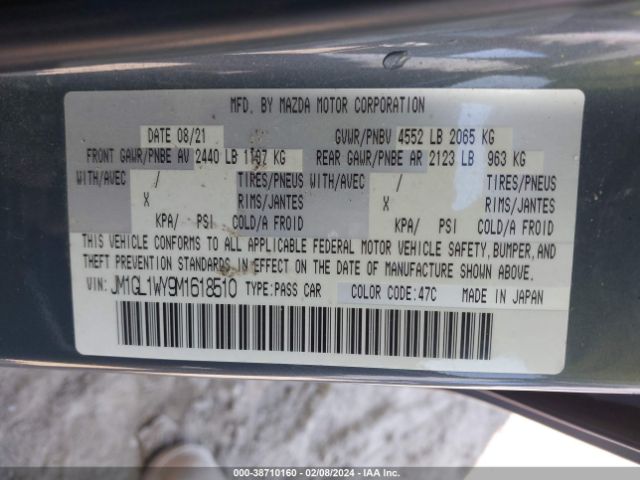 MFD. BY MAZDA MOTOR CORPORATION
DATE 08/21 GVWR/PNBV 4552 LB 2065 KG
FRONT GAWR/PNBE AV 2440 LB 1107 KG REAR GAWR/PNBE AR 2123 LB 963 KG
WITH/AVEC / TIRES/PNEUS WITH/AVEC / TIRES/PNEUS
X RIMS/JANTES X RIMS/JANTES
KPA/ PSI COLD/A FROID KPA/ PSI COLD/A FROID
THIS VEHICLE CONFORMS TO ALL APPLICABLE FEDERAL MOTOR VEHICLE SAFETY, BUMPER, AND
THEFT PREVENTION STANDARDS IN EFFECT ON THE DATE OF MANUFACTURE SHOWN ABOVE.
VIN: JM1GL1WY9M1618510 TYPE:PASS CAR COLOR CODE:47C MADE IN JAPAN
000-38710160 - 02/08/2024 - IAA Inc.